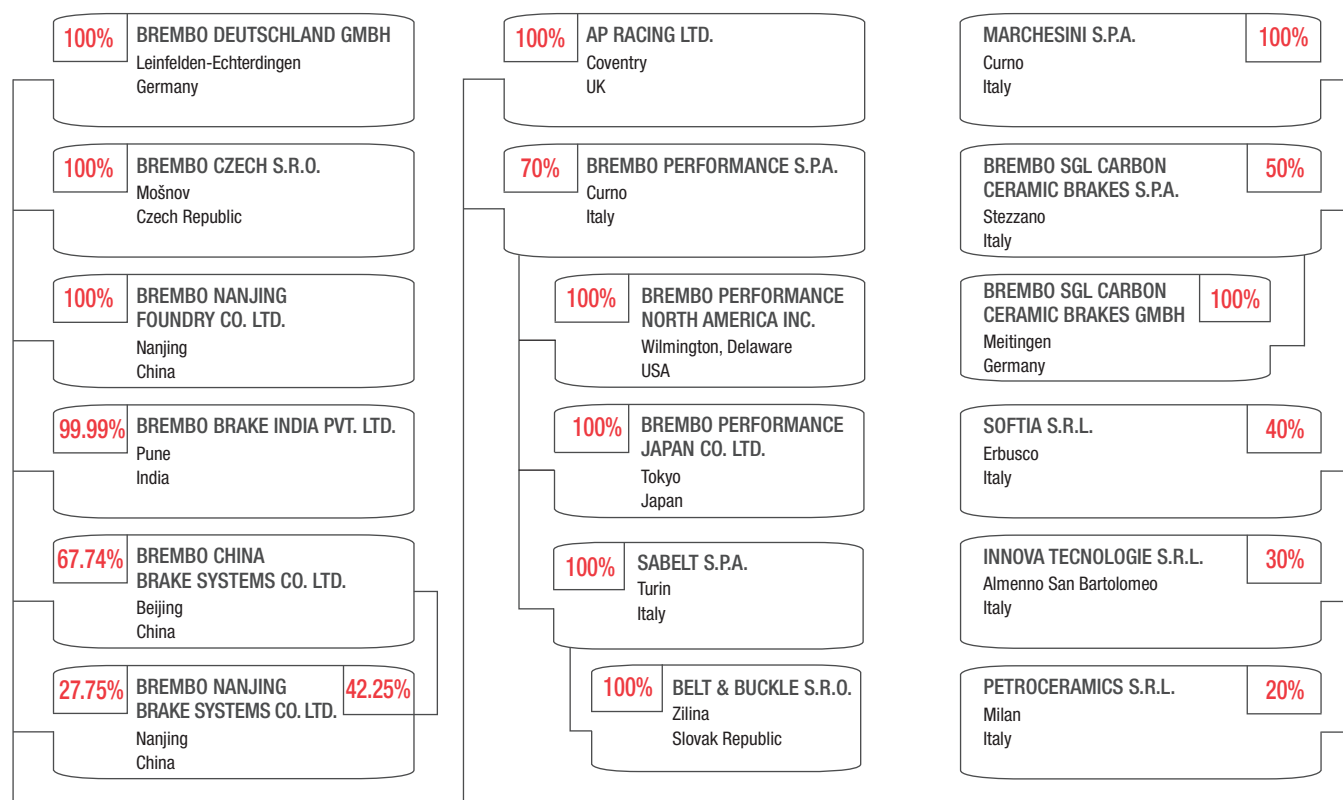 100%
BREMBO DEUTSCHLAND GMBH
Leinfelden-Echterdingen
Germany
100%
BREMBO CZECH S.R.O.
Mošnov
Czech Republic
100%
BREMBO NANJING
FOUNDRY CO. LTD.
Nanjing
China
99.99%
BREMBO BRAKE INDIA PVT. LTD.
Pune
India
67.74%
BREMBO CHINA
BRAKE SYSTEMS CO. LTD.
Beijing
China
27.75%
BREMBO NANJING
BRAKE SYSTEMS CO. LTD.
42.25%
Nanjing
China
100%
AP RACING LTD.
Coventry
UK
70%
BREMBO PERFORMANCE S.P.A.
Curno
Italy
100%
BREMBO PERFORMANCE
NORTH AMERICA INC.
Wilmington, Delaware
USA
100%
BREMBO PERFORMANCE
JAPAN CO. LTD.
Tokyo
Japan
100%
SABELT S.P.A.
Turin
Italy
100%
BELT & BUCKLE S.R.O.
Zilina
Slovak Republic
MARCHESINI S.P.A.
100%
Curno
Italy
BREMBO SGL CARBON
CERAMIC BRAKES S.P.A.
50%
Stezzano
Italy
BREMBO SGL CARBON
CERAMIC BRAKES GMBH
100%
Meitingen
Germany
SOFTIA S.R.L.
40%
Erbusco
Italy
INNOVA TECNOLOGIE S.R.L.
30%
Almenno San Bartolomeo
Italy
PETROCERAMICS S.R.L.
20%
Milan
Italy